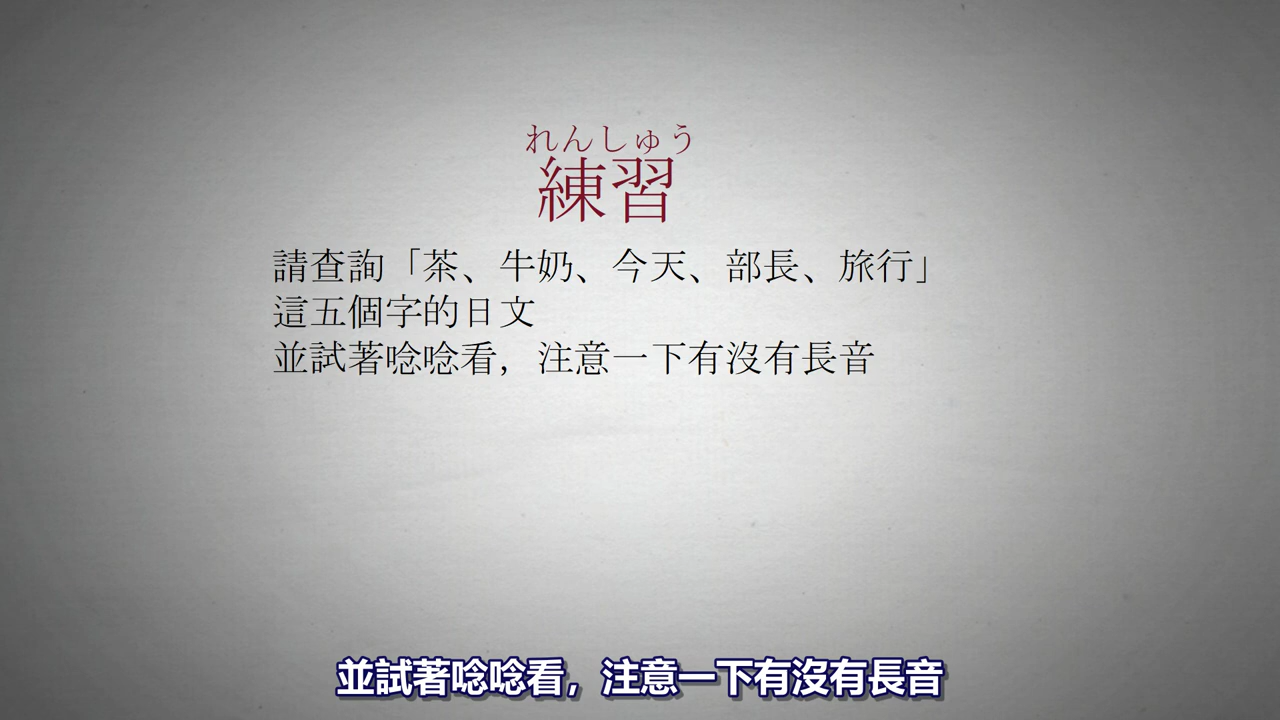 れんしゅう
練習
請查詢「茶、牛奶、今天、部長、旅行」
這五個字的日文
並試著唸唸看，注意一下有沒有長音
並試著唸唸看，注意一下有沒有長音